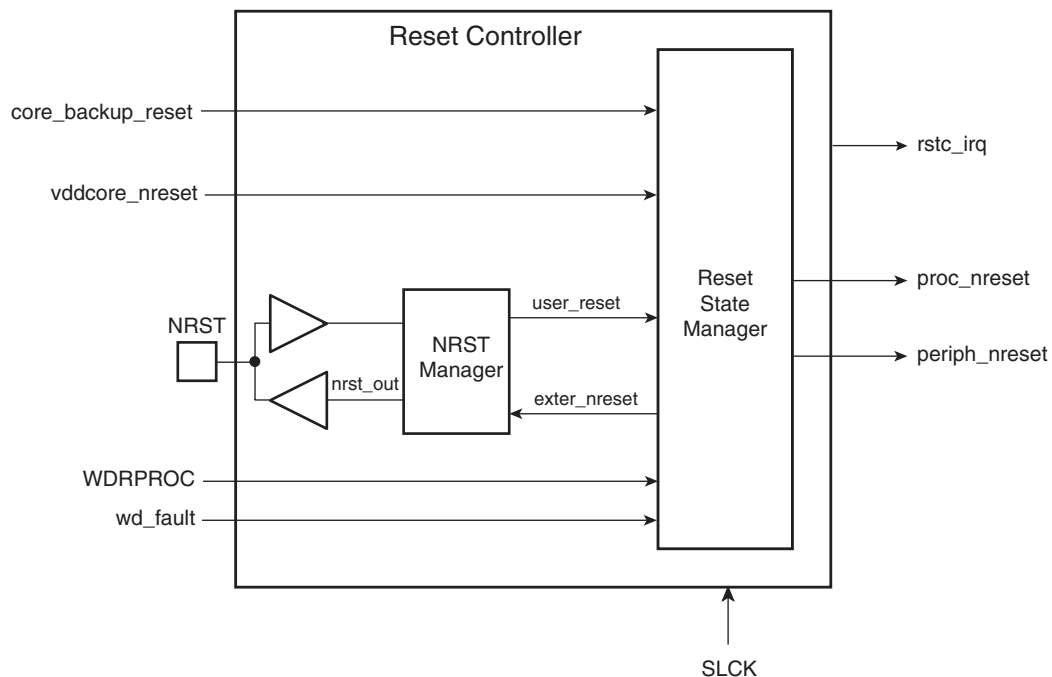 Reset Controller
core_backup_reset
rstc_irq
vddcore_nreset
Reset
State
Manager
proc_nreset
user_reset
NRST
NRST
Manager
periph_nreset
nrst_out
exter_nreset
WDRPROC
wd_fault
SLCK